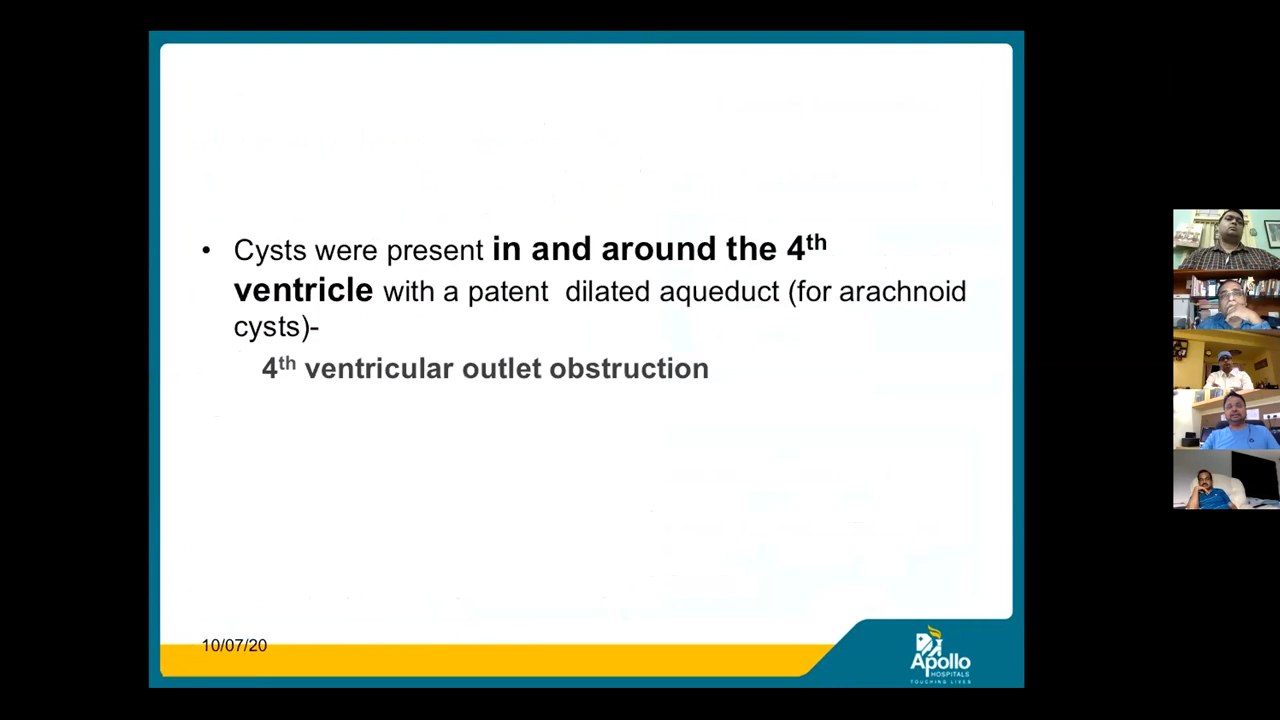 • Cysts were present in and around the 4th
ventricle with a patent dilated aqueduct (for arachnoid
cysts)-
4th ventricular outlet obstruction
10/07/20
Apollo
HOSPITALS
TOUCHING LIVES